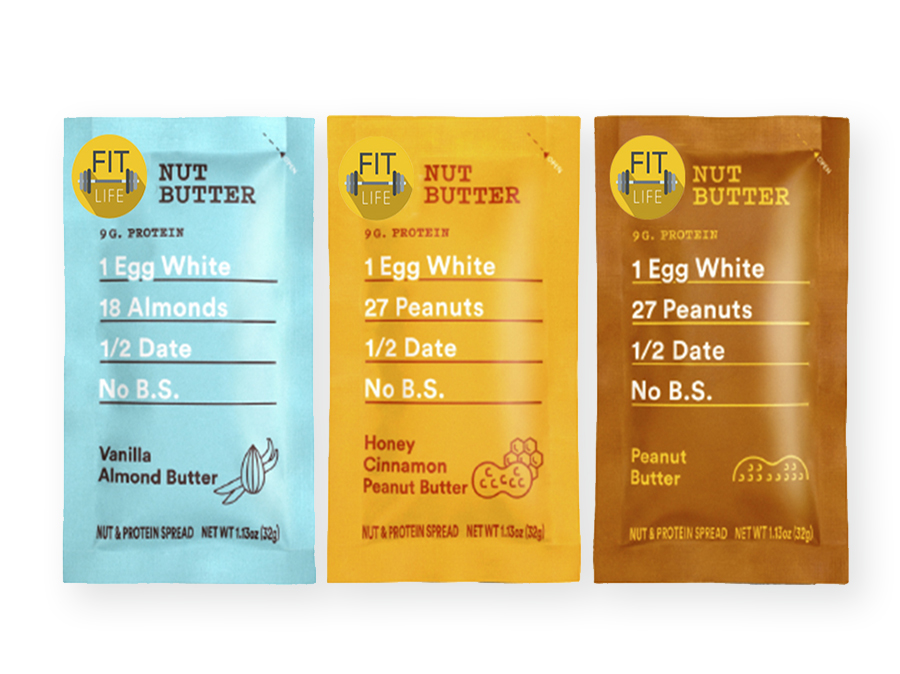 FIT
LIFE
NUT
BUTTER
9G. PROTEIN
1 Egg White
18 Almonds
1/2 Date
No B.S.
Vanilla
Almond Butter
NUT & PROTEIN SPREAD NET WT 1.13oz (32g)
OPEN
FIT
LIFE
NUT
BUTTER
9G. PROTEIN
1 Egg White
27 Peanuts
1/2 Date
No B.S.
Honey
Cinnamon
Peanut Butter
NUT & PROTEIN SPREAD NET WT 1.13oz (32g)
OPEN
FIT
LIFE
NUT
BUTTER
9G. PROTEIN
1 Egg White
27 Peanuts
1/2 Date
No B.S.
Peanut
Butter
NUT & PROTEIN SPREAD NET WT 1.13oz (32g)
OPEN